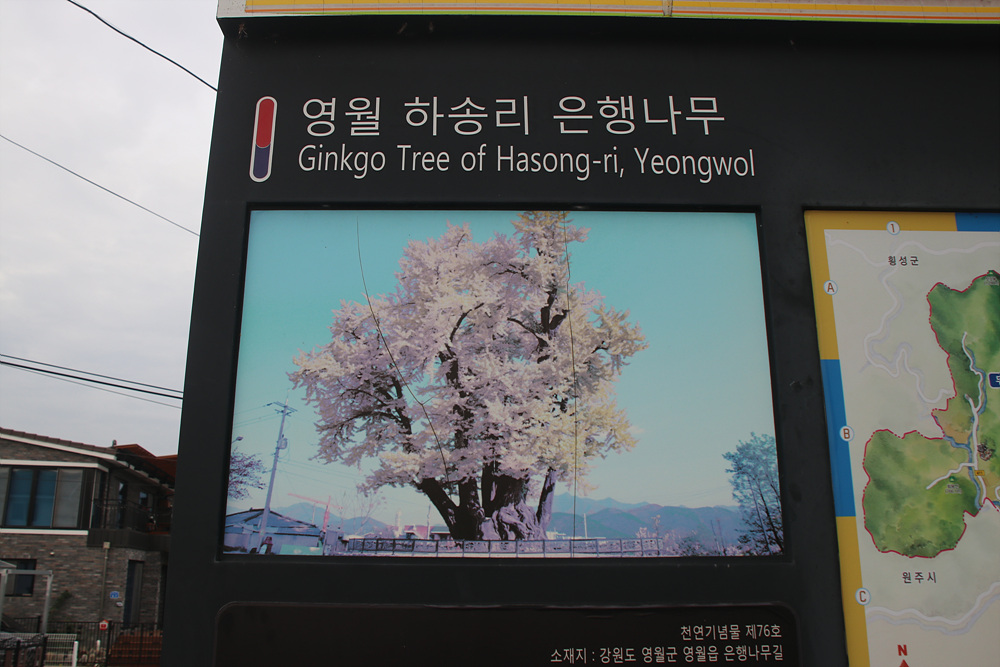 영월 하송리 은행나무
Ginkgo Tree of Hasong-ri, Yeongwol
1
횡성군
A
B
원주시
C
N
천연기념물 제76호
소재지 : 강원도 영월군 영월읍 은행나무길